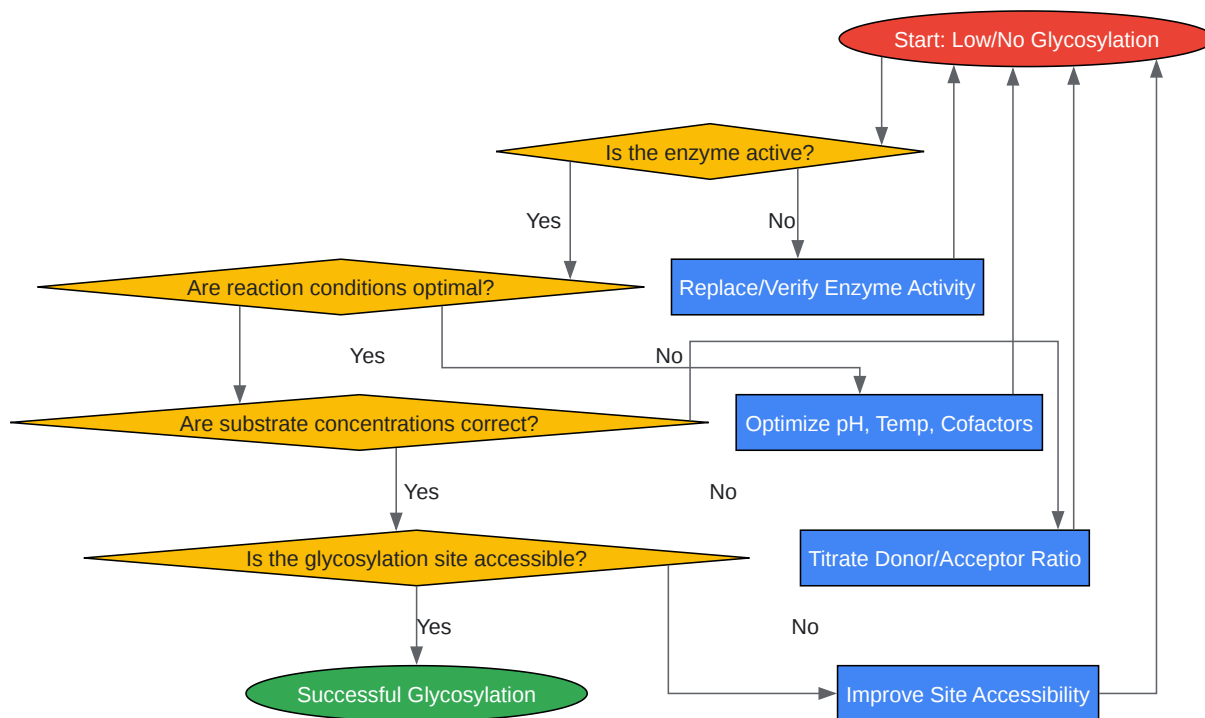 Start: Low/No Glycosylation
Is the enzyme active?
Yes
No
Are reaction conditions optimal?
Replace/Verify Enzyme Activity
Yes
No
Are substrate concentrations correct?
Optimize pH, Temp, Cofactors
Yes
No
Is the glycosylation site accessible?
Titrate Donor/Acceptor Ratio
Yes
No
Successful Glycosylation
Improve Site Accessibility